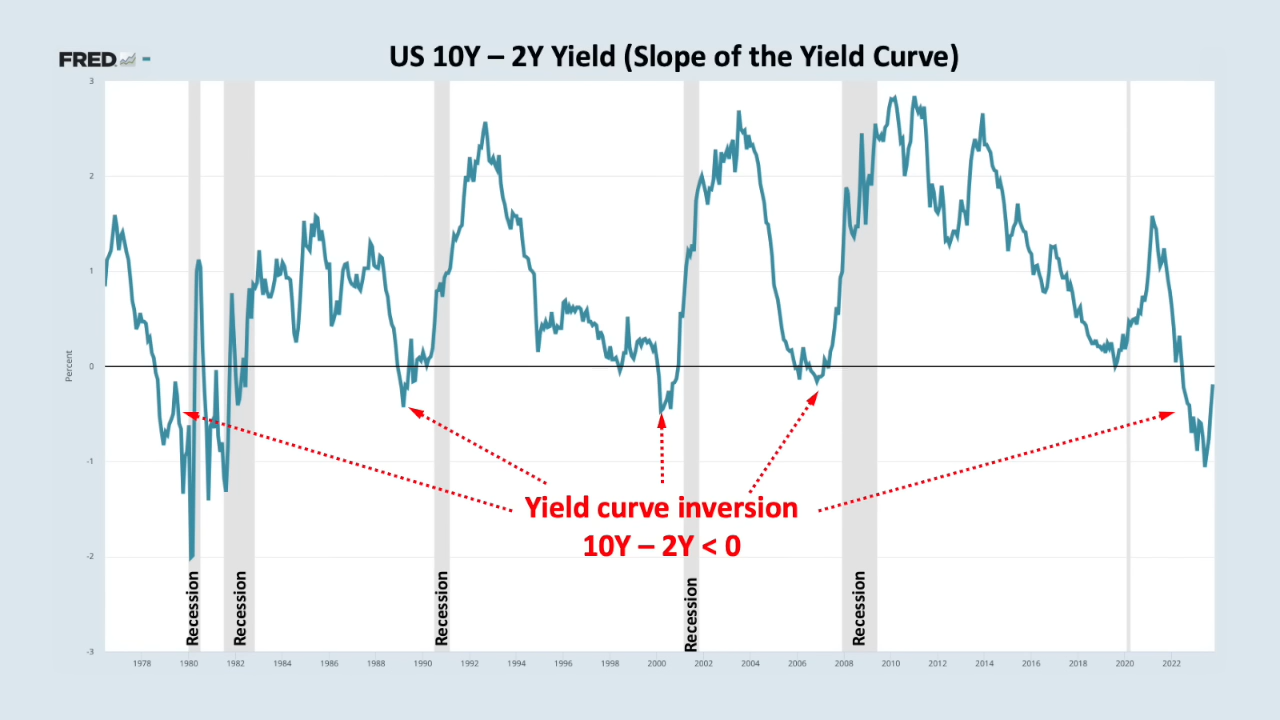 FRED
US 10Y – 2Y Yield (Slope of the Yield Curve)
3
2
1
0
-1
-2
-3
Percent
Yield curve inversion
10Y – 2Y < 0
Recession
Recession
Recession
Recession
Recession
1978 1980 1982 1984 1986 1988 1990 1992 1994 1996 1998 2000 2002 2004 2006 2008 2010 2012 2014 2016 2018 2020 2022